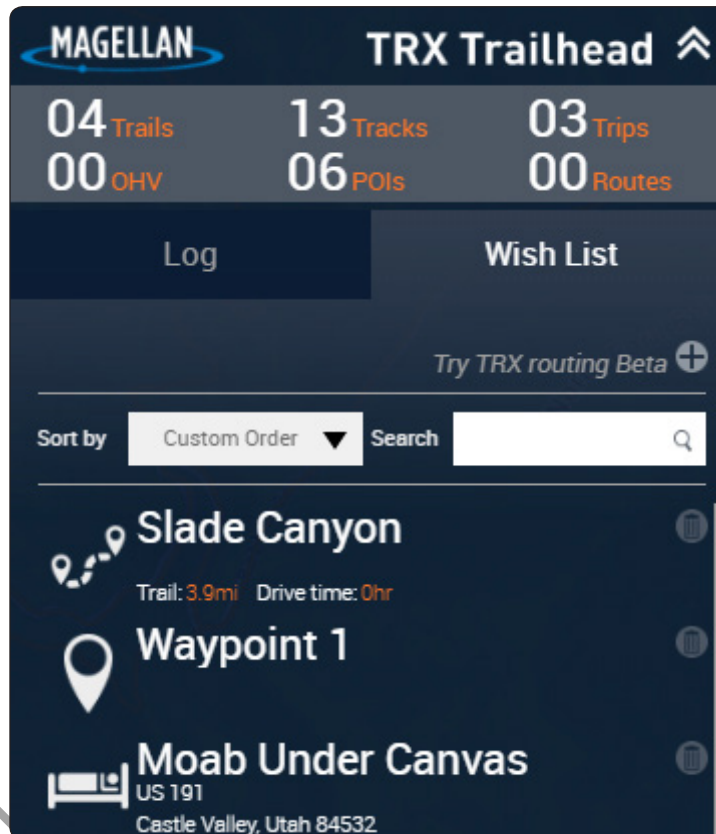 MAGELLAN TRX Trailhead
04 Trails 13 Tracks 03 Trips
00 OHV 06 POIs 00 Routes
Log Wish List
Try TRX routing Beta
Sort by Custom Order Search
Slade Canyon
Trail: 3.9mi Drive time: 0hr
Waypoint 1
Moab Under Canvas
US 191
Castle Valley, Utah 84532